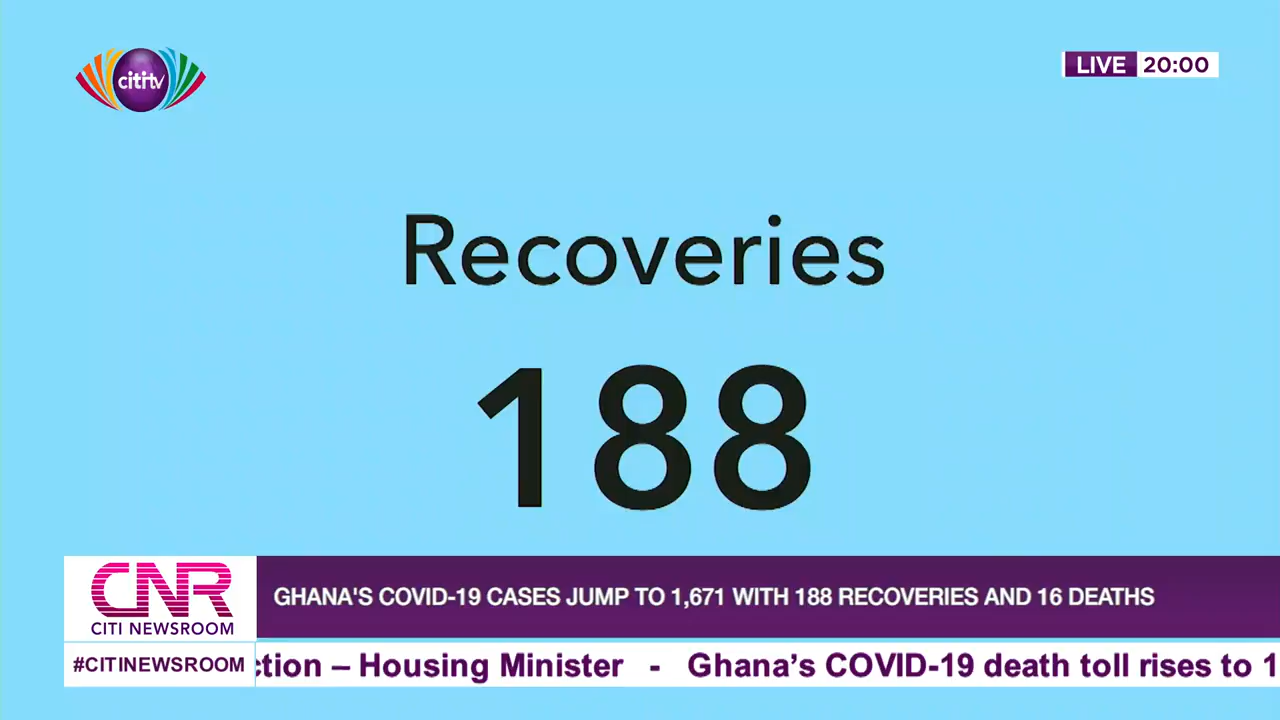 citi tv
LIVE 20:00
Recoveries
188
CNR
CITI NEWSROOM
GHANA'S COVID-19 CASES JUMP TO 1,671 WITH 188 RECOVERIES AND 16 DEATHS
#CITINEWSROOM
– Housing Minister - Ghana’s COVID-19 death toll rises to